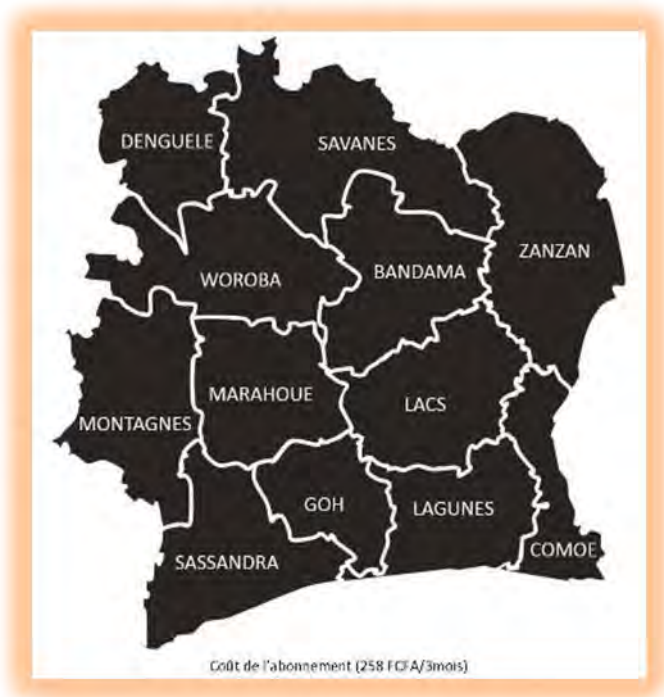 DENGUELE
SAVANES
ZANZAN
WOROBA
BANDAMA
MARAHOUE
LACS
MONTAGNES
GOH
LAGUNES
COMOE
SASSANDRA
Coût de l'abonnement (258 FCFA/3mois)